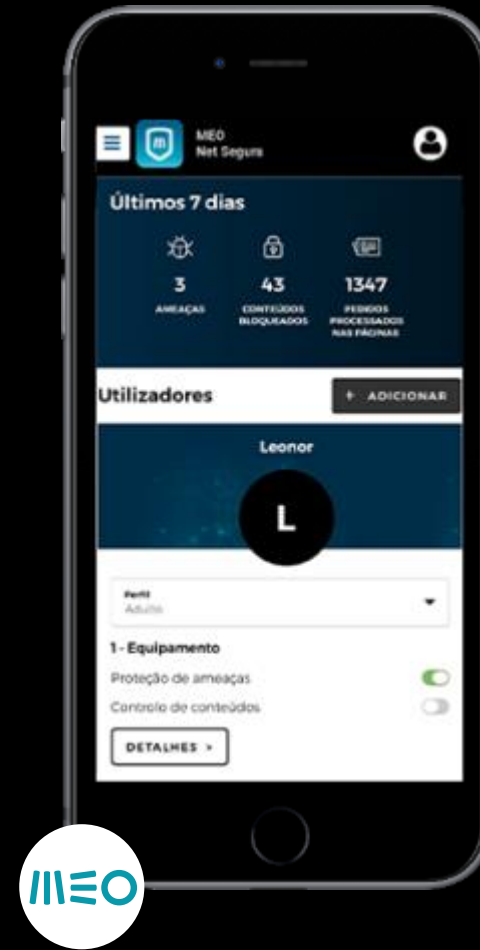 MEO
Net Segura
Últimos 7 dias
3 43 1347
AMEAÇAS CONTEÚDOS BLOQUEADOS PEDIDOS PROCESSADOS NAS PÁGINAS
Utilizadores + ADICIONAR
Leonor
L
Perfil
Adulto
1 - Equipamento
Proteção de ameaças
Controlo de conteúdos
DETALHES >
MEO